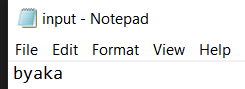 input - Notepad
File Edit Format View Help
byaka